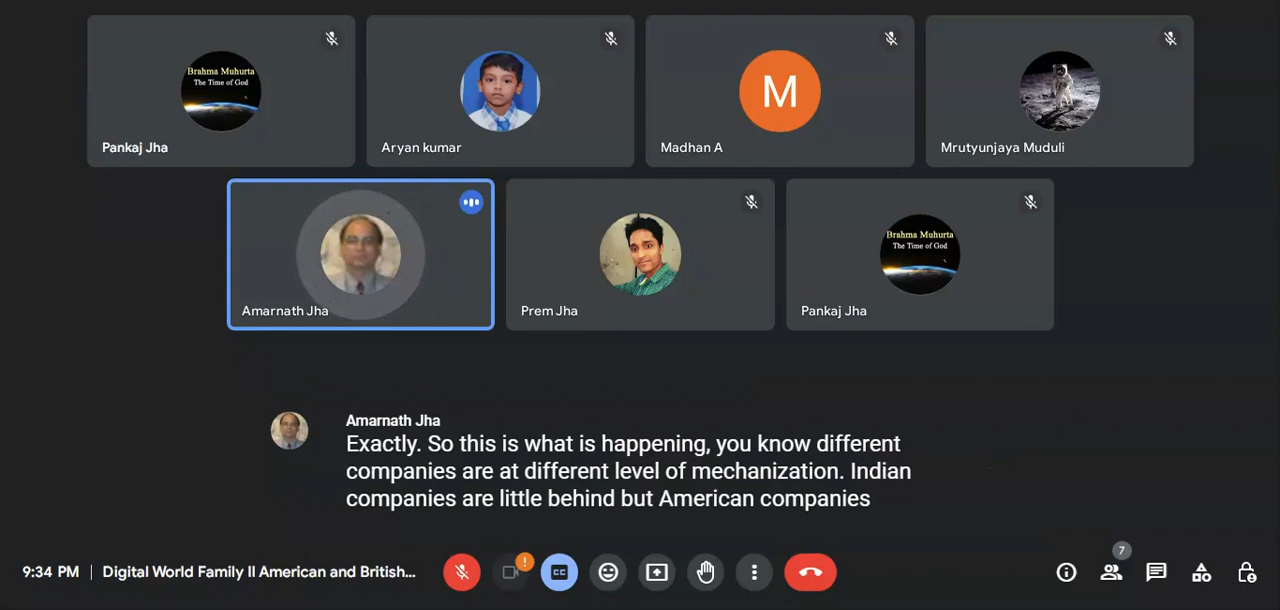 Brahma Muhurta
The Time of God
Pankaj Jha
Aryan kumar
M
Madhan A
Mrutyunjaya Muduli
Amarnath Jha
Prem Jha
Brahma Muhurta
The Time of God
Pankaj Jha
Amarnath Jha
Exactly. So this is what is happening, you know different
companies are at different level of mechanization. Indian
companies are little behind but American companies
9:34 PM | Digital World Family II American and British...
!
CC
7